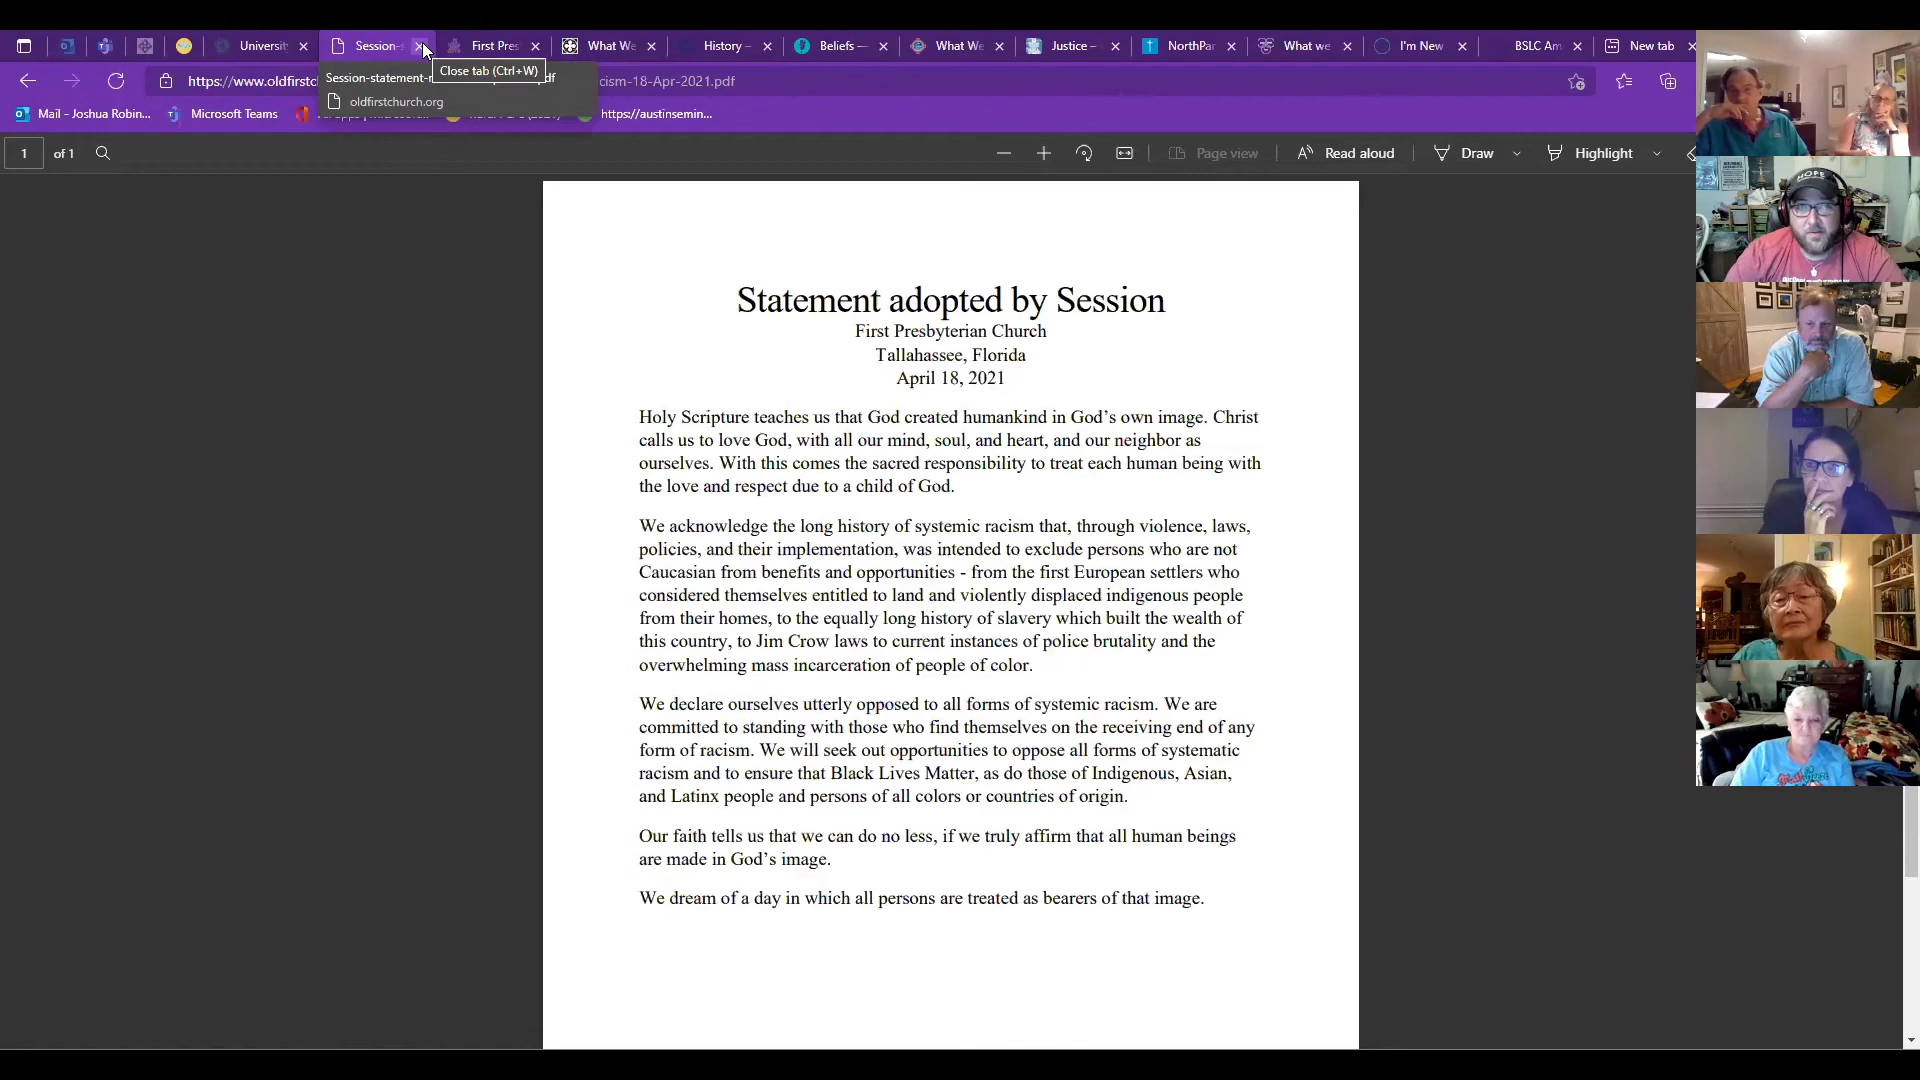 Universit
Session-
First Pres
What We
History –
Beliefs —
What We
Justice –
NorthPar
What we
I'm New
BSLC Am
New tab
Close tab (Ctrl+W)
https://www.oldfirstc
Session-statement-r
df
cism-18-Apr-2021.pdf
oldfirstchurch.org
Mail - Joshua Robin...
Microsoft Teams
https://austinsemin...
1 of 1
Page view
Read aloud
Draw
Highlight
HOPE
Statement adopted by Session
First Presbyterian Church
Tallahassee, Florida
April 18, 2021
Holy Scripture teaches us that God created humankind in God’s own image. Christ
calls us to love God, with all our mind, soul, and heart, and our neighbor as
ourselves. With this comes the sacred responsibility to treat each human being with
the love and respect due to a child of God.
We acknowledge the long history of systemic racism that, through violence, laws,
policies, and their implementation, was intended to exclude persons who are not
Caucasian from benefits and opportunities - from the first European settlers who
considered themselves entitled to land and violently displaced indigenous people
from their homes, to the equally long history of slavery which built the wealth of
this country, to Jim Crow laws to current instances of police brutality and the
overwhelming mass incarceration of people of color.
We declare ourselves utterly opposed to all forms of systemic racism. We are
committed to standing with those who find themselves on the receiving end of any
form of racism. We will seek out opportunities to oppose all forms of systematic
racism and to ensure that Black Lives Matter, as do those of Indigenous, Asian,
and Latinx people and persons of all colors or countries of origin.
Our faith tells us that we can do no less, if we truly affirm that all human beings
are made in God’s image.
We dream of a day in which all persons are treated as bearers of that image.